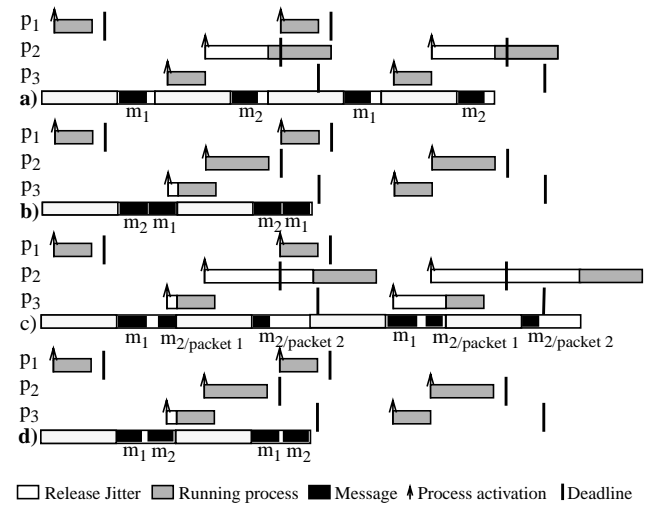 p1
p2
p3
a)
m1 m2 m1 m2
p1
p2
p3
b)
m2 m1 m2 m1
p1
p2
p3
c)
m1 m2/packet 1 m2/packet 2 m1 m2/packet 1 m2/packet 2
p1
p2
p3
d)
m1 m2 m1 m2
Release Jitter Running process Message Process activation Deadline